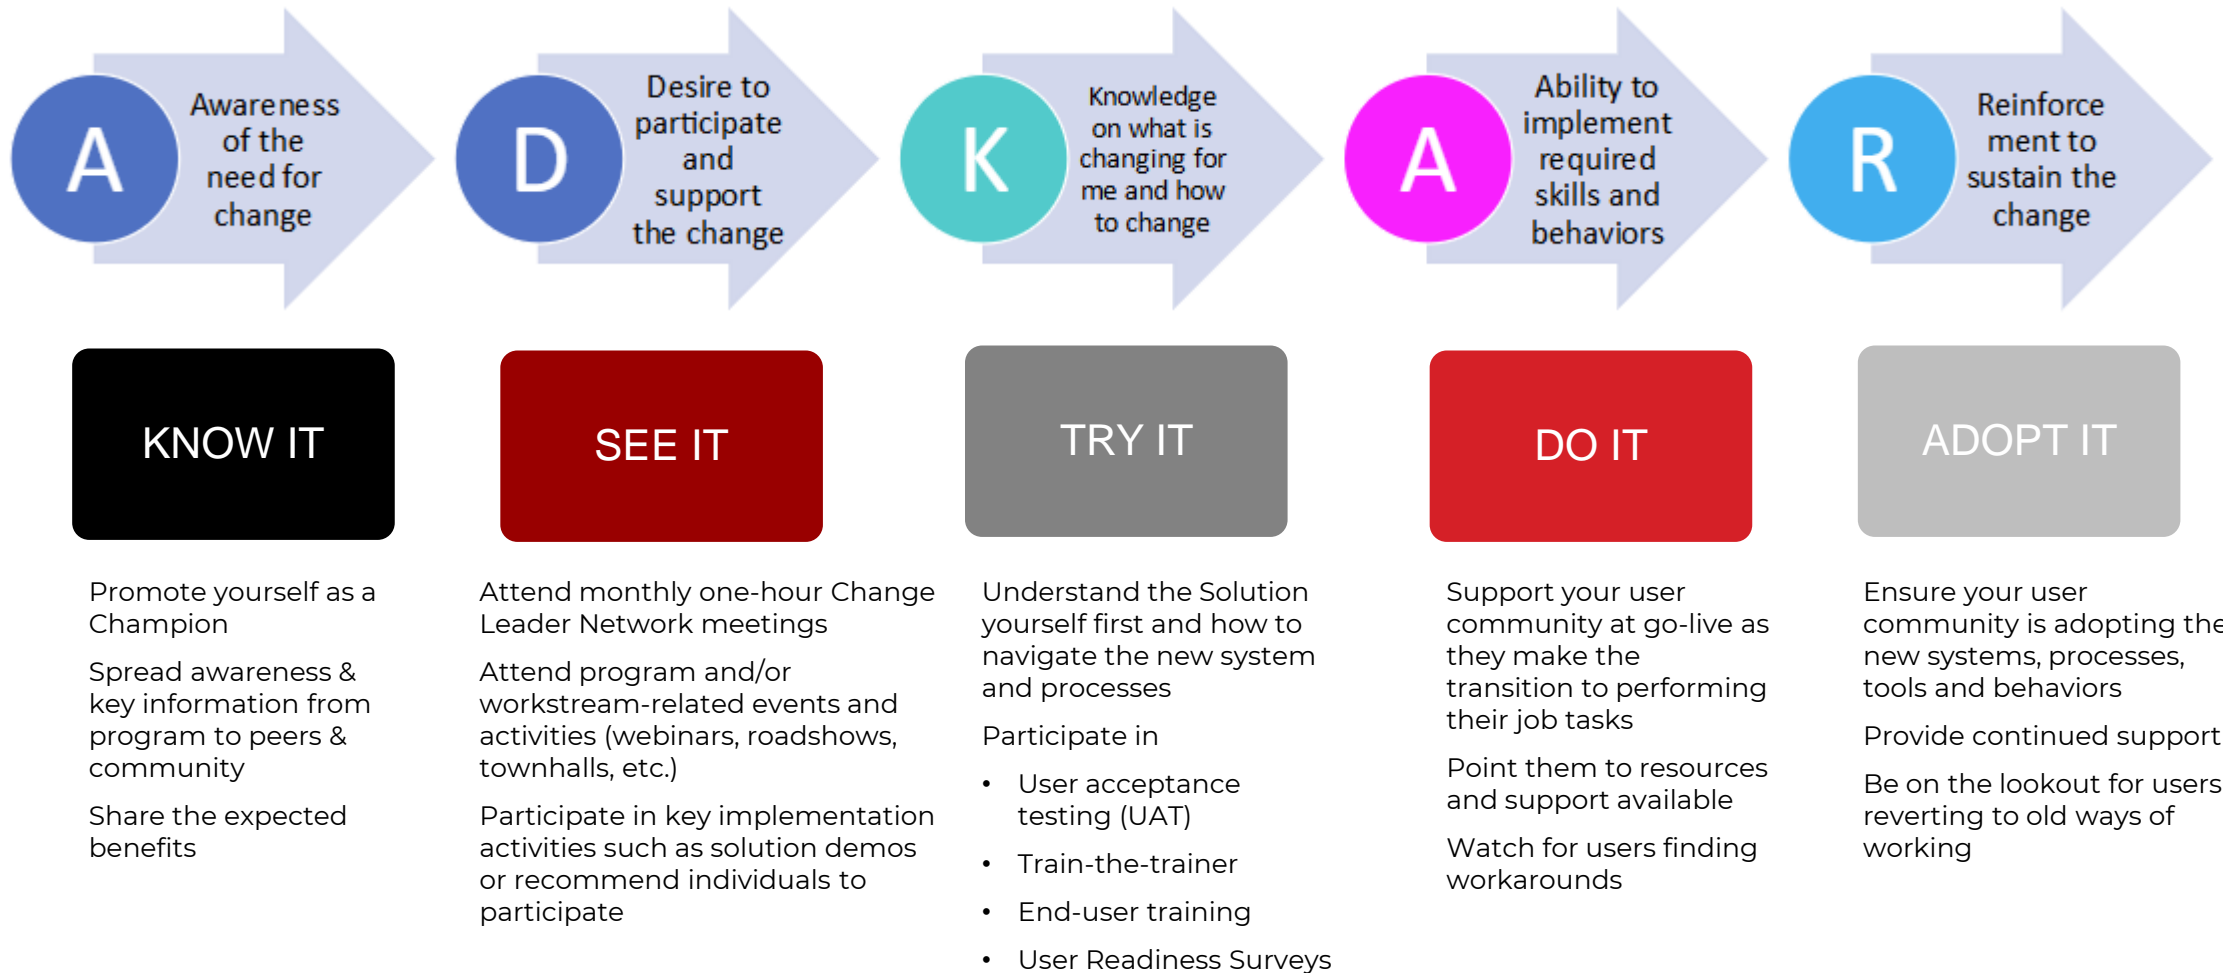 A
Awareness
of the
need for
change
D
Desire to
participate
and
support
the change
K
Knowledge
on what is
changing for
me and how
to change
A
Ability to
implement
required
skills and
behaviors
R
Reinforce
ment to
sustain the
change
KNOW IT
SEE IT
TRY IT
DO IT
ADOPT IT
Promote yourself as a
Champion
Spread awareness &
key information from
program to peers &
community
Share the expected
benefits
Attend monthly one-hour Change
Leader Network meetings
Attend program and/or
workstream-related events and
activities (webinars, roadshows,
townhalls, etc.)
Participate in key implementation
activities such as solution demos
or recommend individuals to
participate
Understand the Solution
yourself first and how to
navigate the new system
and processes
Participate in
• User acceptance
testing (UAT)
• Train-the-trainer
• End-user training
• User Readiness Surveys
Support your user
community at go-live as
they make the
transition to performing
their job tasks
Point them to resources
and support available
Watch for users finding
workarounds
Ensure your user
community is adopting the
new systems, processes,
tools and behaviors
Provide continued support
Be on the lookout for users
reverting to old ways of
working